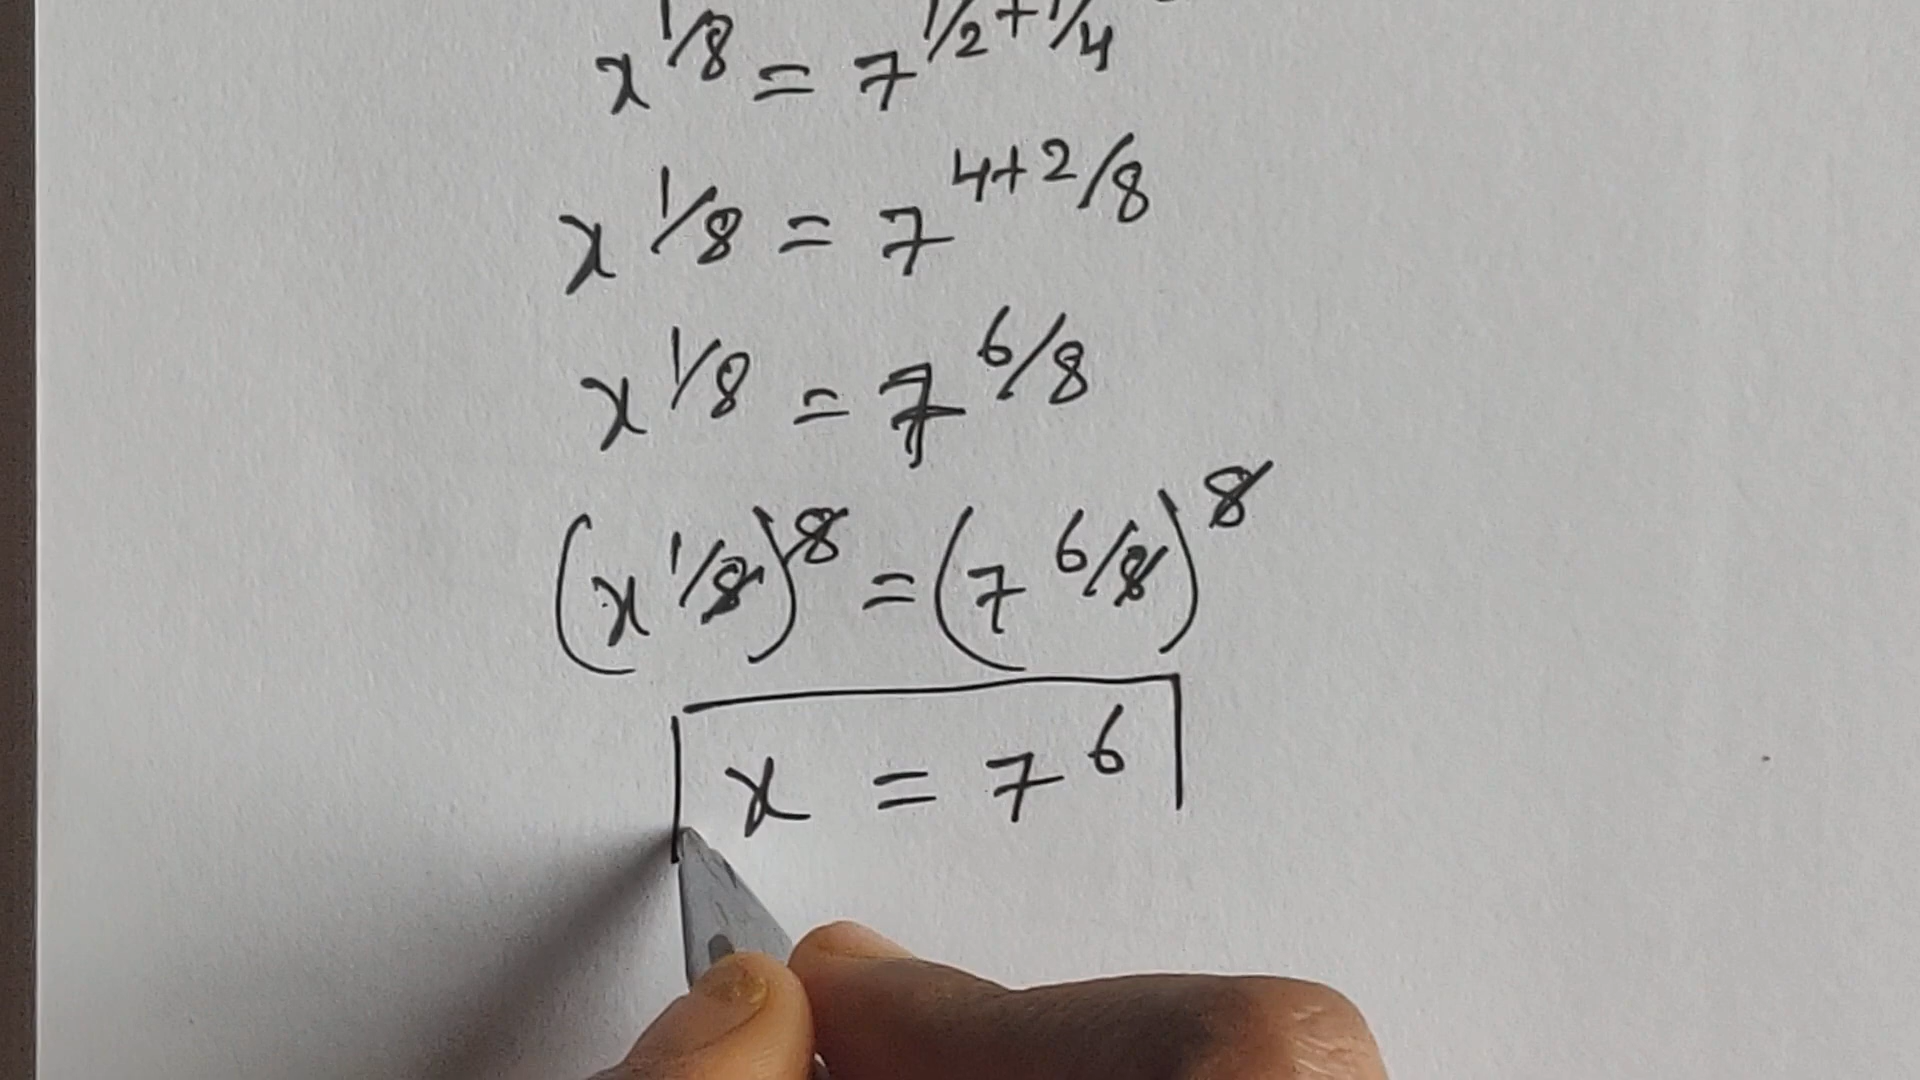 x^1/8 = 7^1/2+1/4
x^1/8 = 7^4+2/8
x^1/8 = 7^6/8
(x^1/8)^8 = (7^6/8)^8
x = 7^6